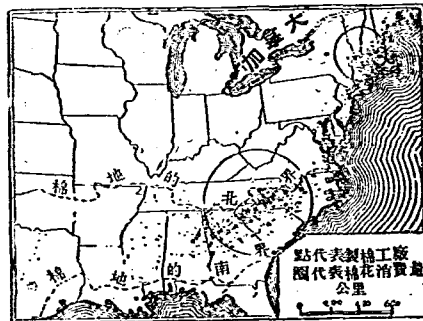 加拿大
棉地的北界
棉地的南界
點代表製棉工廠
圈代表棉花消費量
公里